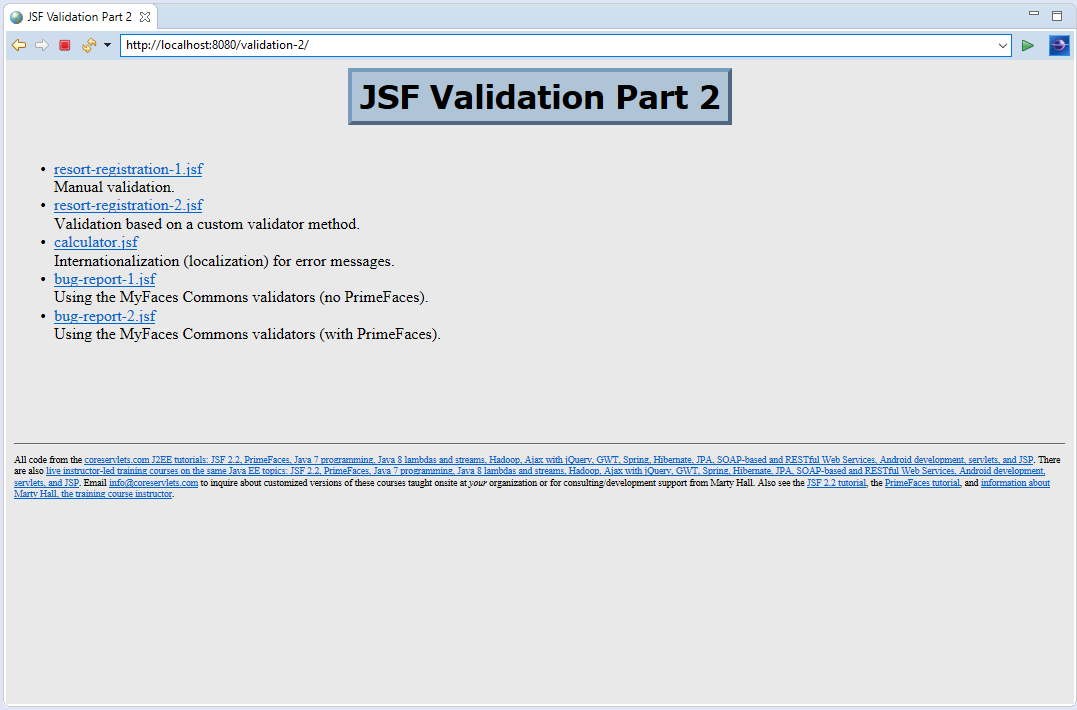 JSF Validation Part 2
http://localhost:8080/validation-2/
JSF Validation Part 2
• resort-registration-1.jsf
Manual validation.
• resort-registration-2.jsf
Validation based on a custom validator method.
• calculator.jsf
Internationalization (localization) for error messages.
• bug-report-1.jsf
Using the MyFaces Commons validators (no PrimeFaces).
• bug-report-2.jsf
Using the MyFaces Commons validators (with PrimeFaces).
All code from the coreservlets.com J2EE tutorials: JSF 2.2, PrimeFaces, Java 7 programming, Java 8 lambdas and streams, Hadoop, Ajax with jQuery, GWT, Spring, Hibernate, JPA, SOAP-based and RESTful Web Services, Android development, servlets, and JSP. There
are also live instructor-led training courses on the same Java EE topics: JSF 2.2, PrimeFaces, Java 7 programming, Java 8 lambdas and streams, Hadoop, Ajax with jQuery, GWT, Spring, Hibernate, JPA, SOAP-based and RESTful Web Services, Android development,
servlets, and JSP. Email info@coreservlets.com to inquire about customized versions of these courses taught onsite at your organization or for consulting/development support from Marty Hall. Also see the JSF 2.2 tutorial, the PrimeFaces tutorial, and information about
Marty Hall, the training course instructor.